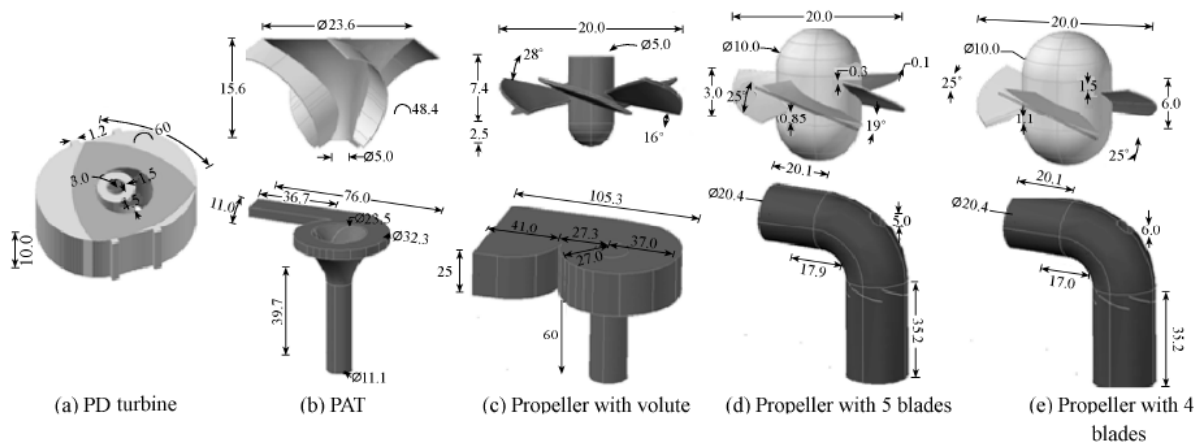 Ø23.6
15.6
48.4
Ø5.0
20.0
Ø5.0
28°
7.4
2.5
16°
20.0
Ø10.0
0.3
0.1
3.0
25°
0.85
19°
20.0
Ø10.0
25°
1.5
6.0
1.1
25°
1.2
60
3.0
1.5
1.5
10.0
76.0
36.7
11.0
Ø23.5
Ø32.3
39.7
Ø11.1
105.3
41.0
27.3
37.0
27.0
25
60
20.1
Ø20.4
5.0
17.9
35.2
20.1
Ø20.4
6.0
17.0
35.2
(a) PD turbine
(b) PAT
(c) Propeller with volute
(d) Propeller with 5 blades
(e) Propeller with 4
blades